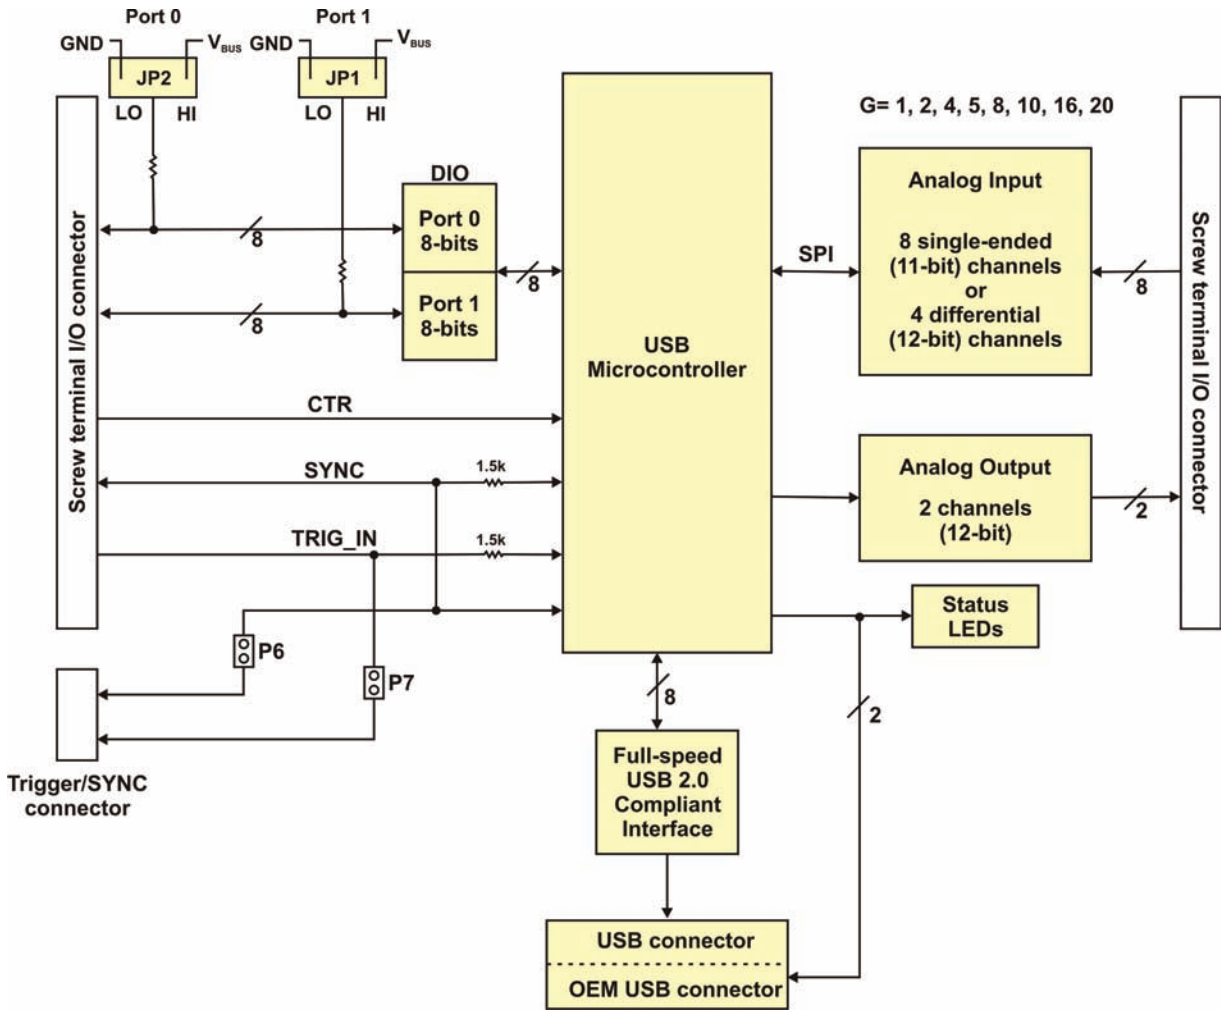 Port 0
Port 1
GND
VBUS
GND
VBUS
JP2
JP1
LO
HI
LO
HI
G= 1, 2, 4, 5, 8, 10, 16, 20
DIO
Port 0
8-bits
Port 1
8-bits
8
8
8
Screw terminal I/O connector
USB
Microcontroller
SPI
Analog Input
8 single-ended
(11-bit) channels
or
4 differential
(12-bit) channels
8
Screw terminal I/O connector
CTR
SYNC
1.5k
TRIG_IN
1.5k
Analog Output
2 channels
(12-bit)
2
Status
LEDs
P6
P7
8
2
Trigger/SYNC
connector
Full-speed
USB 2.0
Compliant
Interface
USB connector
OEM USB connector